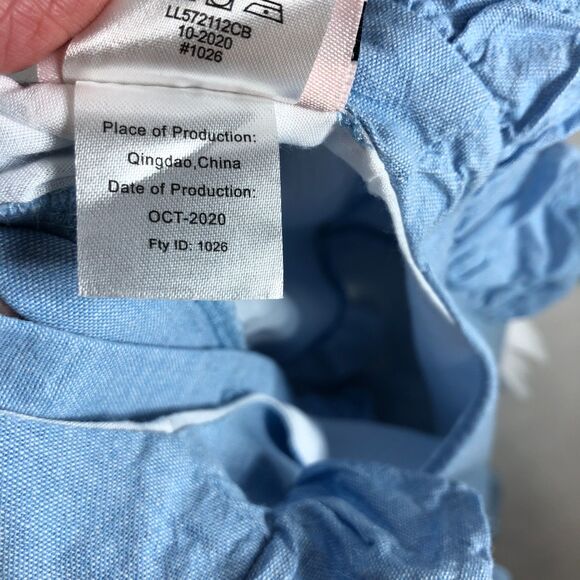 LL572112CB
10-2020
#1026
Place of Production:
Qingdao,China
Date of Production:
OCT-2020
Fty ID: 1026